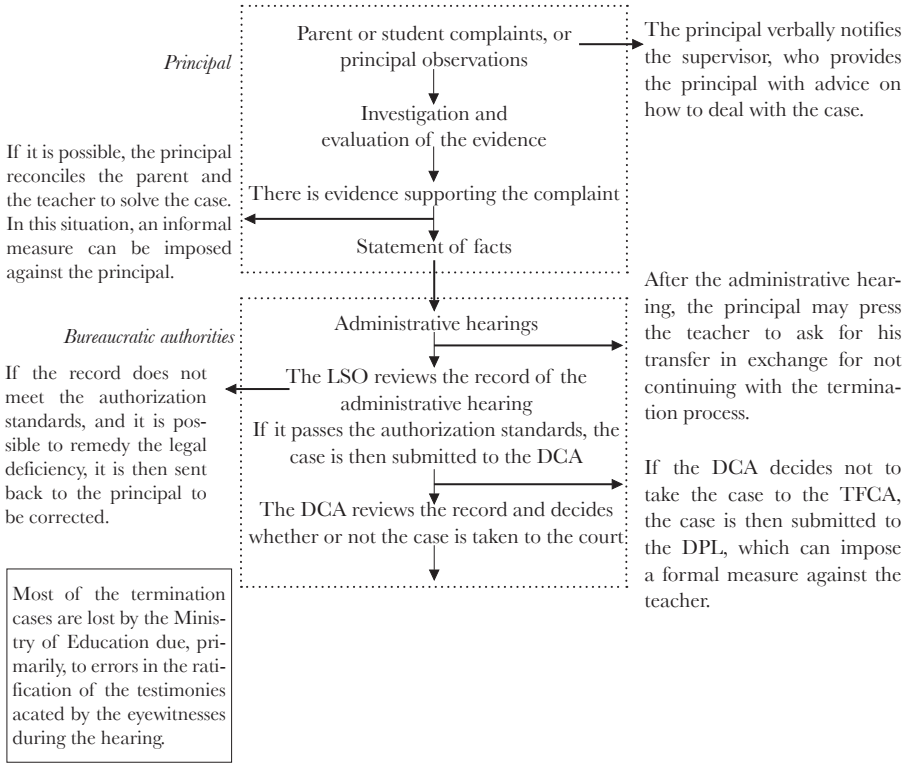 Parent or student complaints, or
principal observations
The principal verbally notifies
the supervisor, who provides
the principal with advice on
how to deal with the case.
Principal
Investigation and
evaluation of the evidence
If it is possible, the principal
reconciles the parent and
the teacher to solve the case.
In this situation, an informal
measure can be imposed
against the principal.
There is evidence supporting the complaint
Statement of facts
After the administrative hear-
ing, the principal may press
the teacher to ask for his
transfer in exchange for not
continuing with the termina-
tion process.
Bureaucratic authorities
Administrative hearings
If the record does not
meet the authorization
standards, and it is pos-
sible to remedy the legal
deficiency, it is then sent
back to the principal to
be corrected.
The LSO reviews the record of the
administrative hearing
If it passes the authorization standards, the
case is then submitted to the DCA
If the DCA decides not to
take the case to the TFCA,
the case is then submitted to
the DPL, which can impose
a formal measure against the
teacher.
The DCA reviews the record and decides
whether or not the case is taken to the court
Most of the termination
cases are lost by the Minis-
try of Education due, pri-
marily, to errors in the rati-
fication of the testimonies
acated by the eyewitnesses
during the hearing.